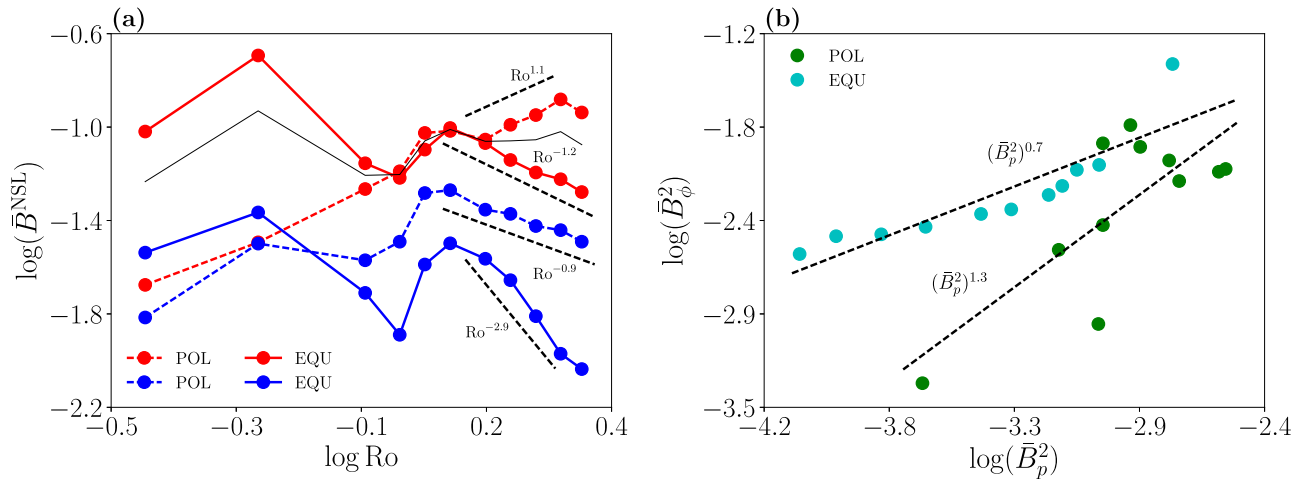 (a)
−0.6
−1.0
−1.4
−1.8
−2.2
log(B̄^NSL)
Ro^1.1
Ro^−1.2
Ro^−0.9
Ro^−2.9
POL EQU
POL EQU
−0.5 −0.3 −0.1 0.2 0.4
log Ro
(b)
−1.2
−1.8
−2.4
−2.9
−3.5
log(B̄_ϕ^2)
POL
EQU
(B̄_p^2)^0.7
(B̄_p^2)^1.3
−4.2 −3.8 −3.3 −2.9 −2.4
log(B̄_p^2)